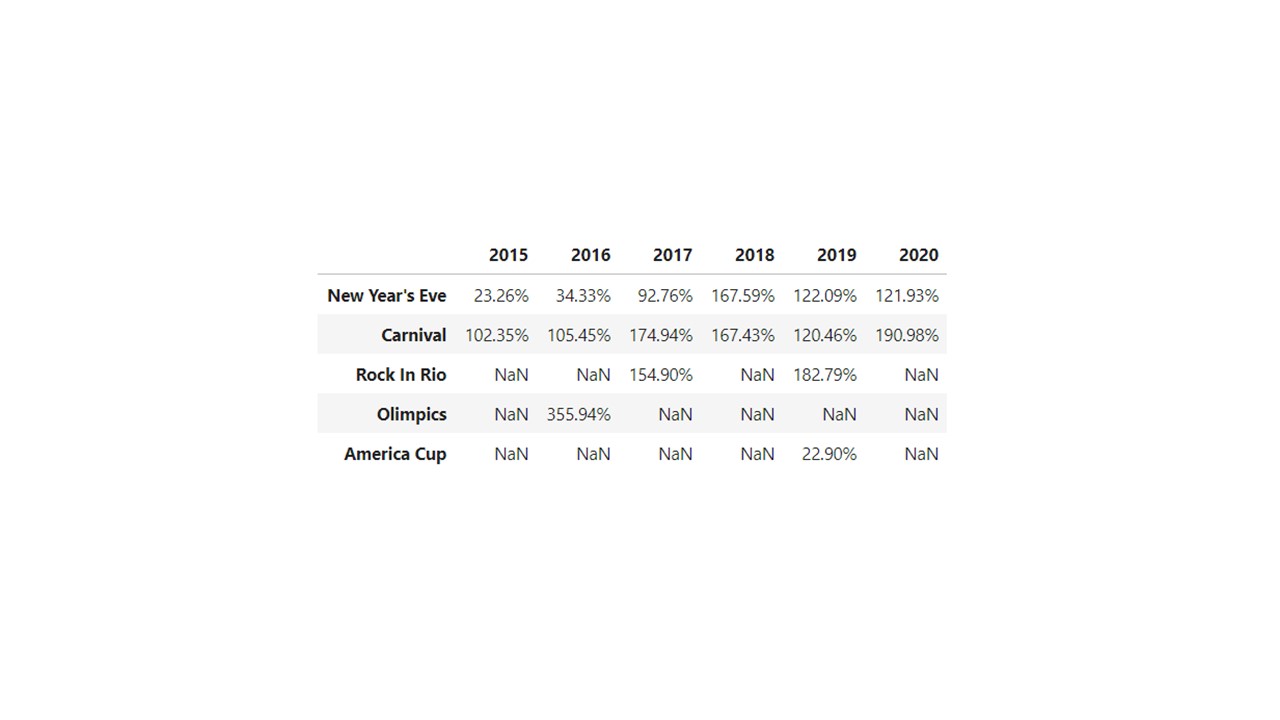 2015 2016 2017 2018 2019 2020
New Year's Eve 23.26% 34.33% 92.76% 167.59% 122.09% 121.93%
Carnival 102.35% 105.45% 174.94% 167.43% 120.46% 190.98%
Rock In Rio NaN NaN 154.90% NaN 182.79% NaN
Olimpics NaN 355.94% NaN NaN NaN NaN
America Cup NaN NaN NaN NaN 22.90% NaN